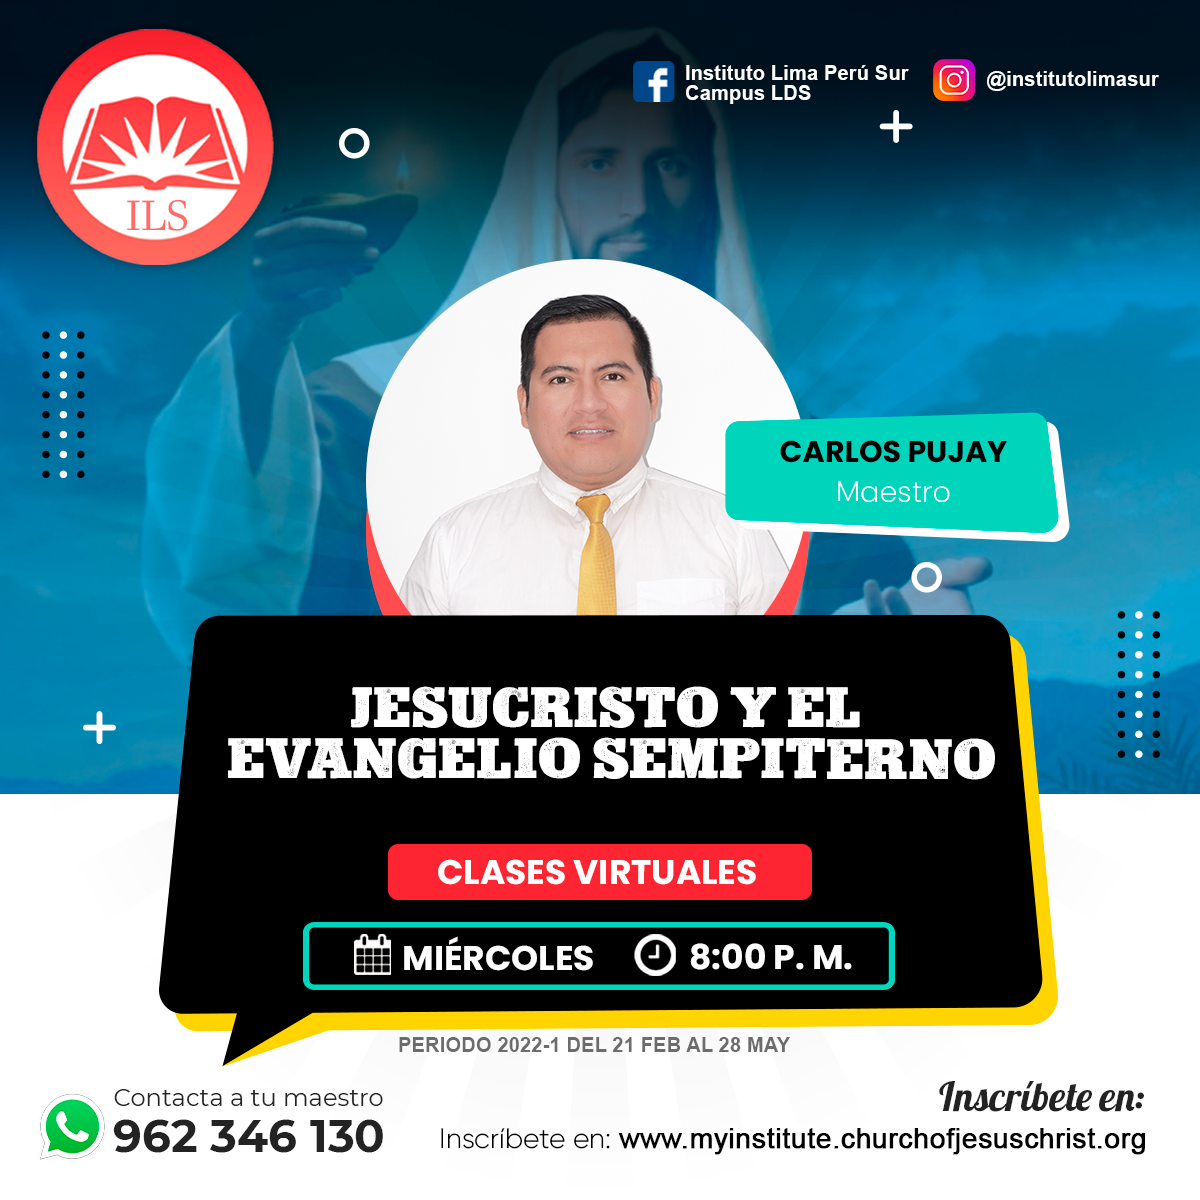 ILS
Instituto Lima Perú Sur
Campus LDS
@institutolimasur
CARLOS PUJAY
Maestro
JESUCRISTO Y EL
EVANGELIO SEMPITERNO
CLASES VIRTUALES
MIÉRCOLES 8:00 P. M.
PERIODO 2022-1 DEL 21 FEB AL 28 MAY
Contacta a tu maestro
962 346 130
Inscríbete en:
Inscríbete en: www.myinstitute.churchofjesuschrist.org